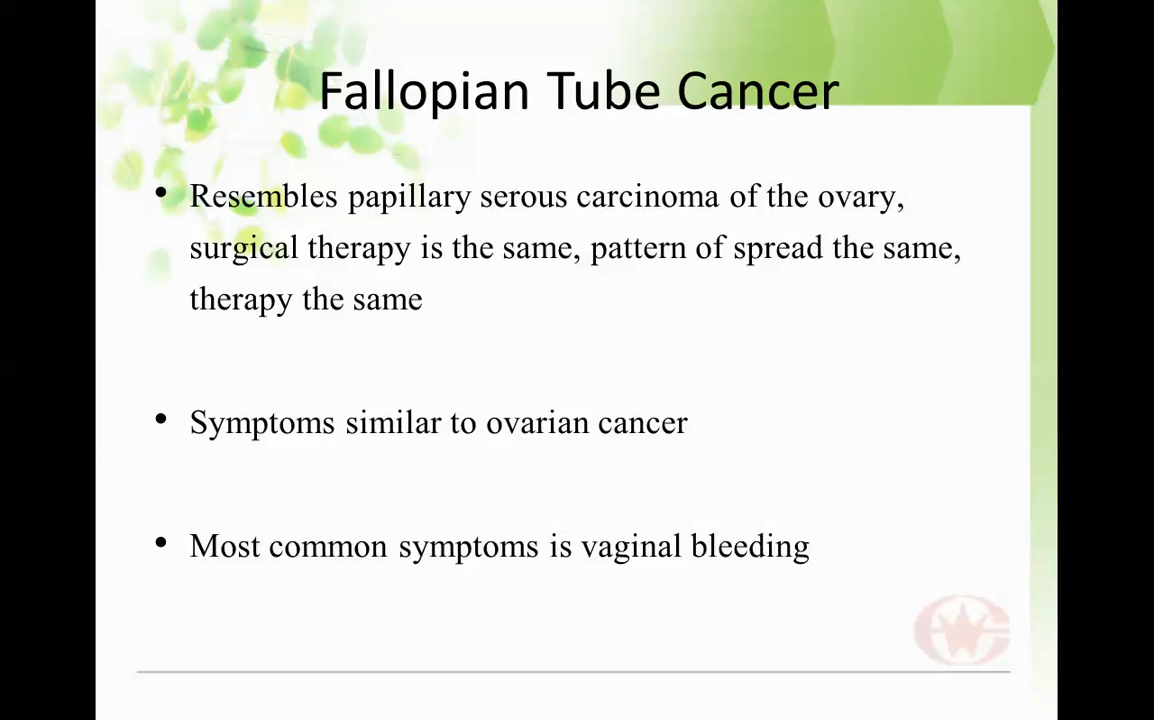 Fallopian Tube Cancer
• Resembles papillary serous carcinoma of the ovary,
surgical therapy is the same, pattern of spread the same,
therapy the same
• Symptoms similar to ovarian cancer
• Most common symptoms is vaginal bleeding